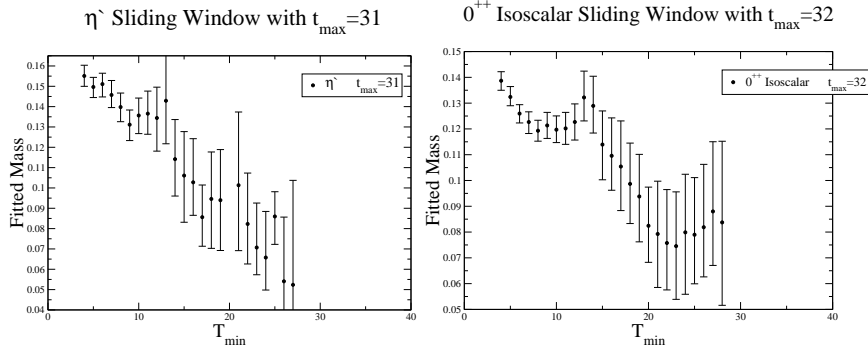 η` Sliding Window with t_max=31
0⁺⁺ Isoscalar Sliding Window with t_max=32
0.16
0.15
0.14
0.13
0.12
0.11
0.1
0.09
0.08
0.07
0.06
0.05
0.04
Fitted Mass
η` t_max=31
0 10 20 30 40
T_min
0.15
0.14
0.13
0.12
0.11
0.1
0.09
0.08
0.07
0.06
0.05
Fitted Mass
0⁺⁺ Isoscalar t_max=32
0 10 20 30 40
T_min